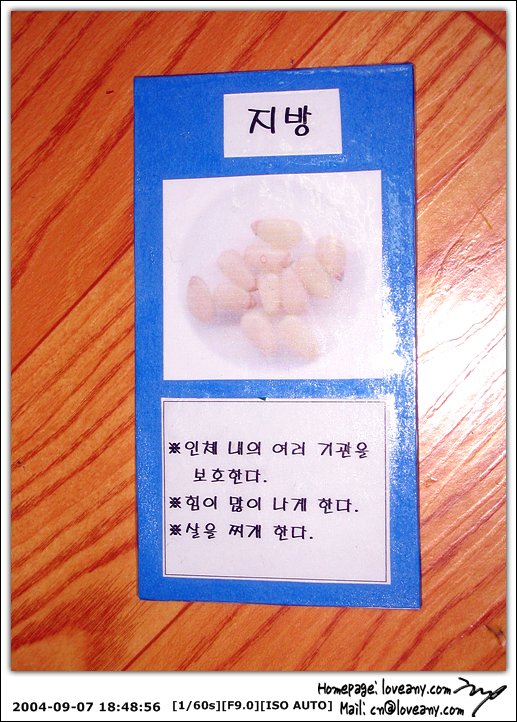 지방
※인체 내의 여러 기관을
보호한다.
※힘이 많이 나게 한다.
※살을 찌게 한다.
Homepage: loveany.com
2004-09-07 18:48:56 [1/60s][F9.0][ISO AUTO] Mail: cn@loveany.com